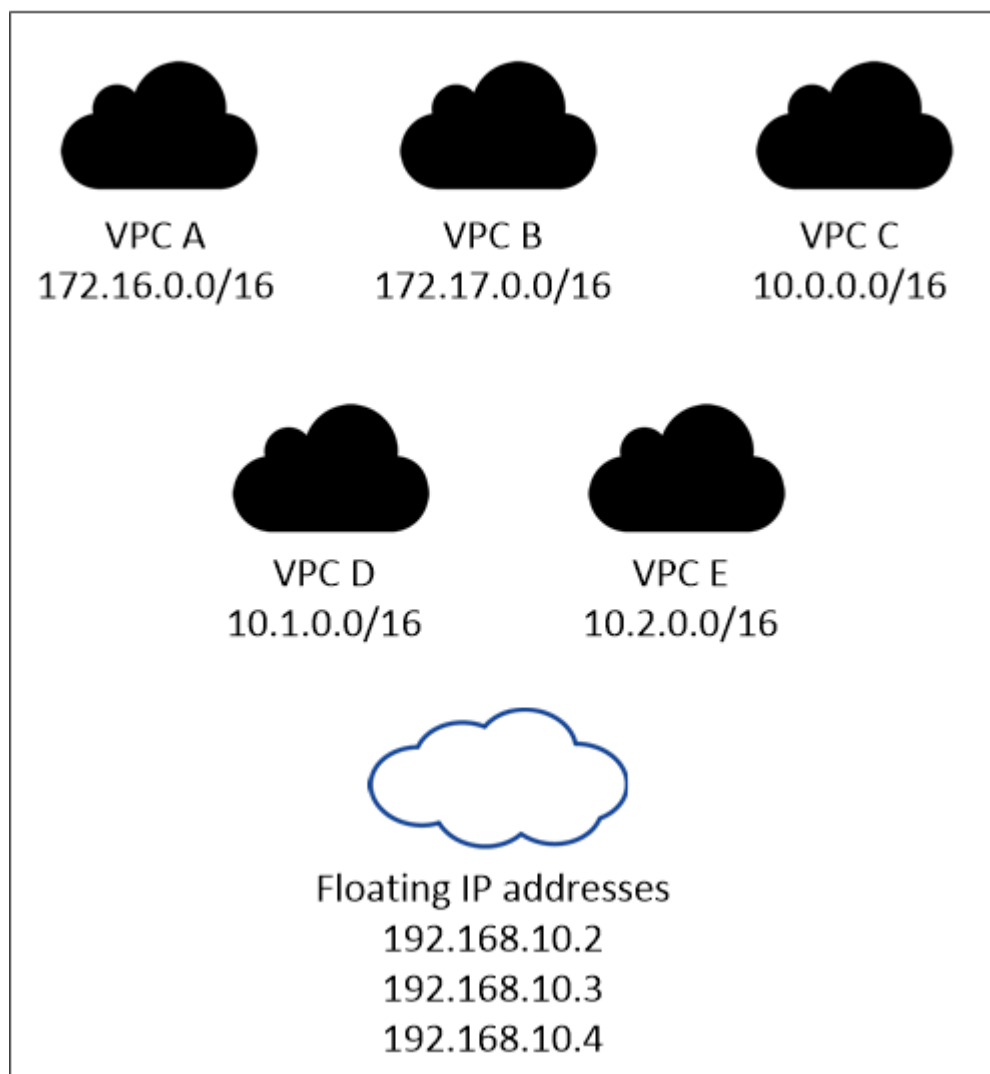 VPC A
172.16.0.0/16
VPC B
172.17.0.0/16
VPC C
10.0.0.0/16
VPC D
10.1.0.0/16
VPC E
10.2.0.0/16
Floating IP addresses
192.168.10.2
192.168.10.3
192.168.10.4